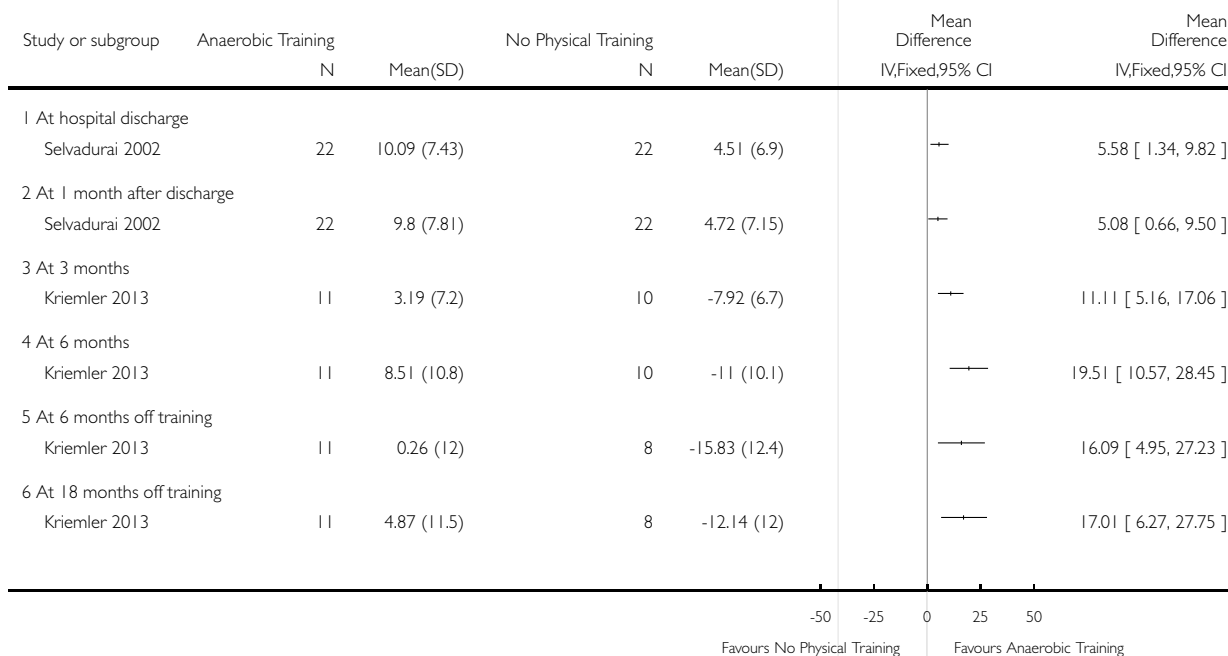 Study or subgroup Anaerobic Training No Physical Training Mean Difference Mean Difference
N Mean(SD) N Mean(SD) IV,Fixed,95% CI IV,Fixed,95% CI
1 At hospital discharge
Selvadurai 2002 22 10.09 (7.43) 22 4.51 (6.9) 5.58 [ 1.34, 9.82 ]
2 At 1 month after discharge
Selvadurai 2002 22 9.8 (7.81) 22 4.72 (7.15) 5.08 [ 0.66, 9.50 ]
3 At 3 months
Kriemler 2013 11 3.19 (7.2) 10 -7.92 (6.7) 11.11 [ 5.16, 17.06 ]
4 At 6 months
Kriemler 2013 11 8.51 (10.8) 10 -11 (10.1) 19.51 [ 10.57, 28.45 ]
5 At 6 months off training
Kriemler 2013 11 0.26 (12) 8 -15.83 (12.4) 16.09 [ 4.95, 27.23 ]
6 At 18 months off training
Kriemler 2013 11 4.87 (11.5) 8 -12.14 (12) 17.01 [ 6.27, 27.75 ]
-50 -25 0 25 50
Favours No Physical Training Favours Anaerobic Training